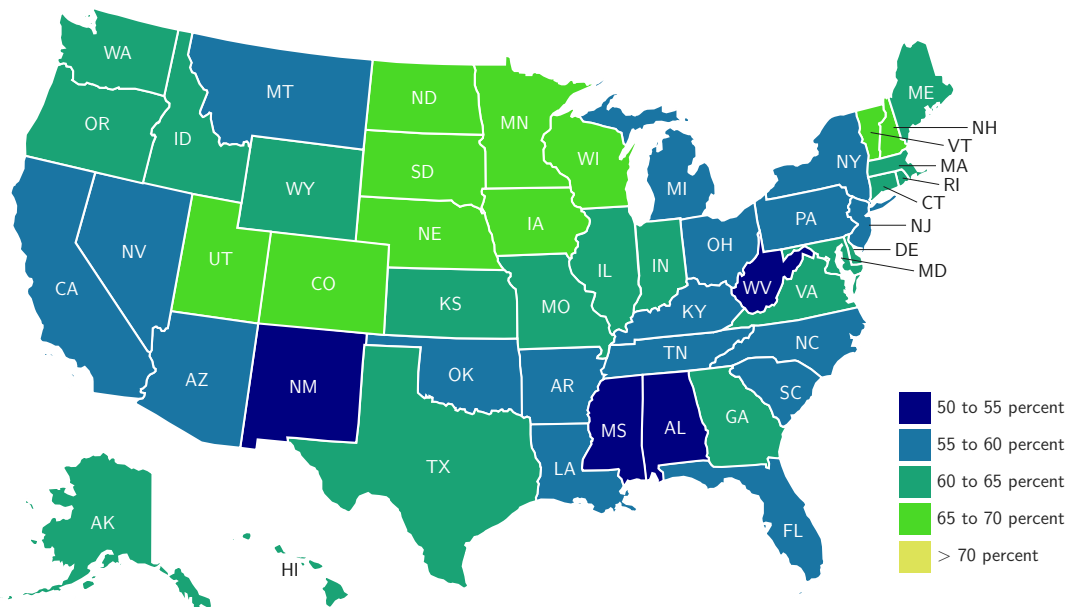 WA
MT
ND
MN
ME
OR
ID
NH
VT
WI
NY
MA
SD
WY
MI
RI
CT
PA
NJ
NE
IA
OH
DE
NV
UT
IL
IN
MD
CO
CA
WV
VA
KS
MO
KY
NC
TN
AZ
NM
OK
AR
SC
50 to 55 percent
GA
MS
AL
55 to 60 percent
TX
LA
60 to 65 percent
AK
65 to 70 percent
FL
> 70 percent
HI